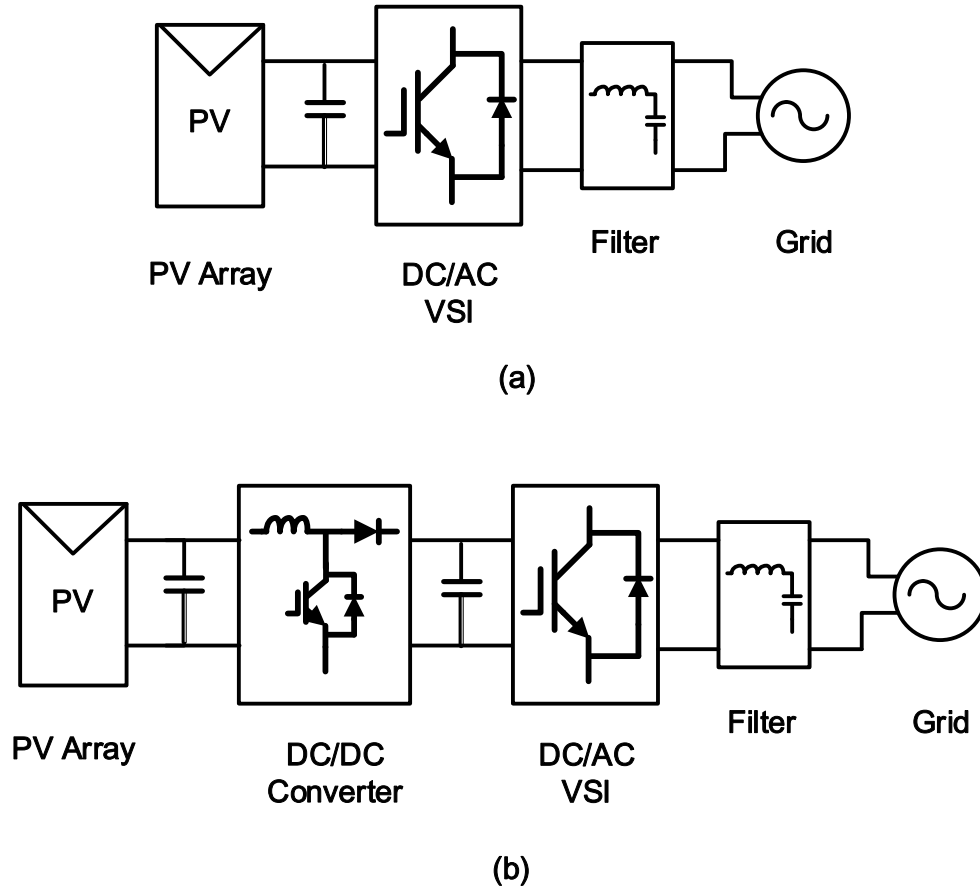 PV
PV Array
DC/AC
VSI
Filter
Grid
(a)
PV
PV Array
DC/DC
Converter
DC/AC
VSI
Filter
Grid
(b)